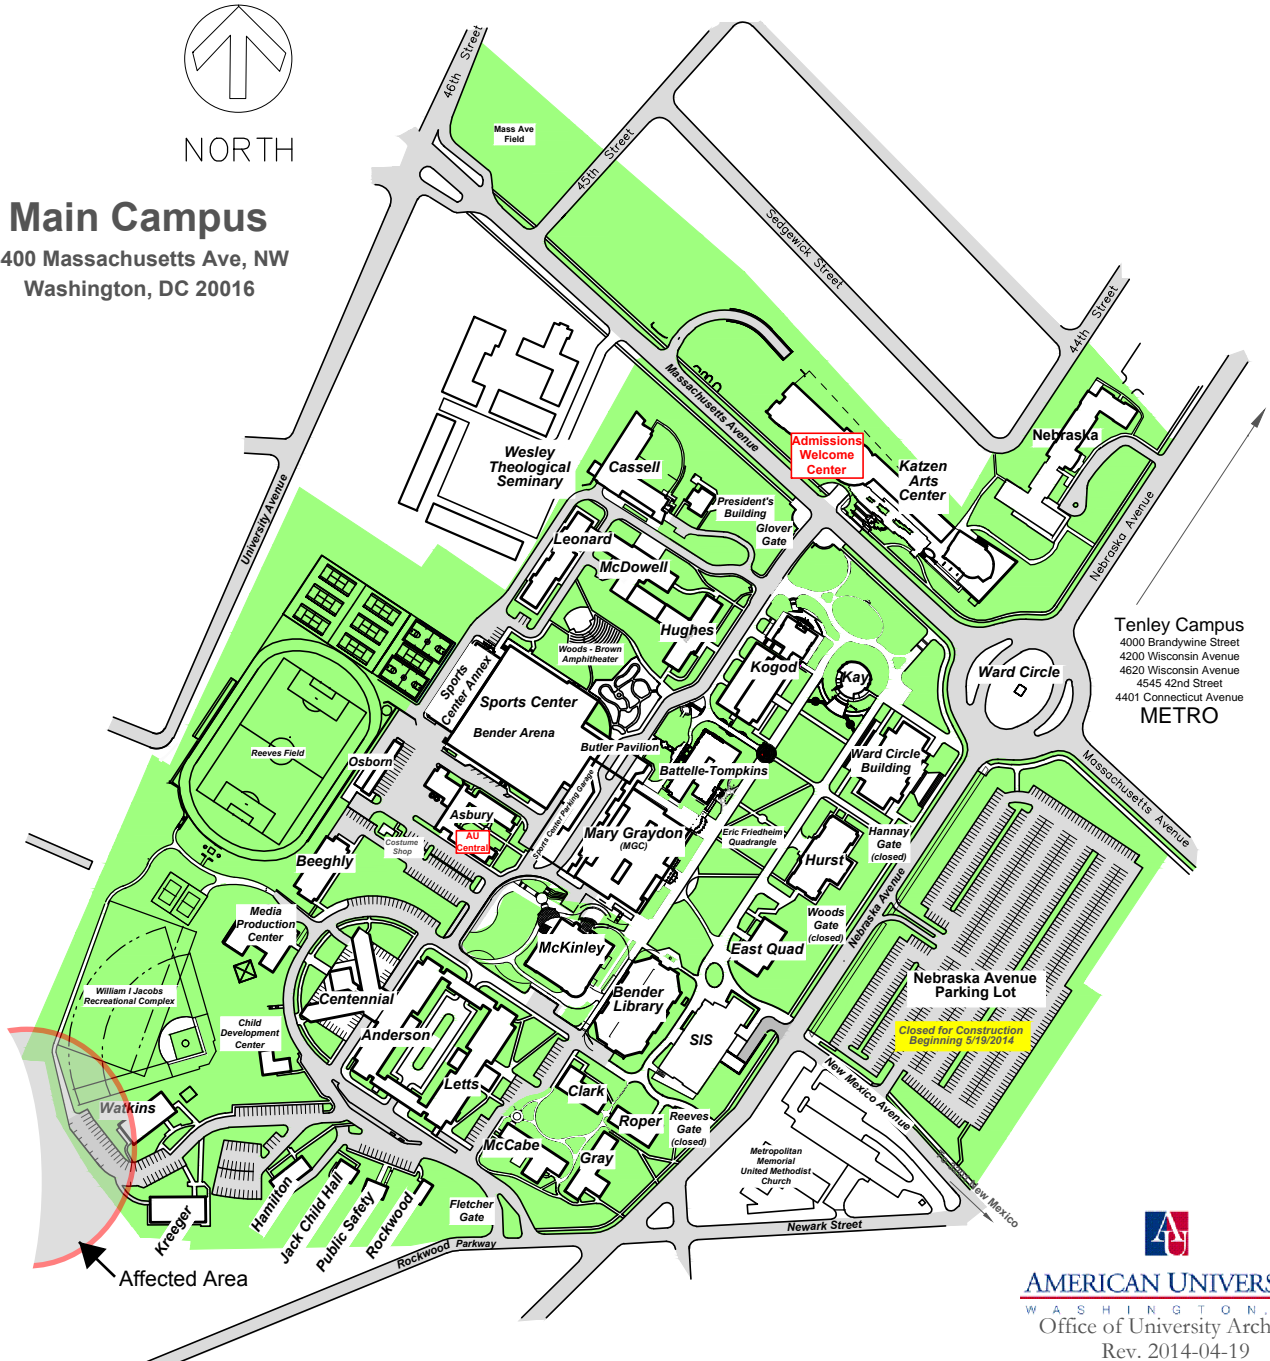 NORTH
Main Campus
400 Massachusetts Ave, NW
Washington, DC 20016
46th Street
Mass Ave
Field
45th Street
Sedgewick Street
44th Street
Massachusetts Avenue
Admissions
Welcome
Center
Katzen
Arts
Center
Nebraska
Nebraska Avenue
Wesley
Theological
Seminary
Cassell
President's
Building
Glover
Gate
University Avenue
Leonard
McDowell
Hughes
Woods - Brown
Amphitheater
Kogod
Kay
Ward Circle
Tenley Campus
4000 Brandywine Street
4200 Wisconsin Avenue
4620 Wisconsin Avenue
4545 42nd Street
4401 Connecticut Avenue
METRO
Sports
Center Annex
Sports Center
Bender Arena
Butler Pavilion
Battelle-Tompkins
Ward Circle
Building
Massachusetts Avenue
Reeves Field
Osborn
Asbury
AU
Central
Sports Center Parking Garage
Mary Graydon
(MGC)
Eric Friedheim
Quadrangle
Hurst
Hannay
Gate
(closed)
Costume
Shop
Beeghly
Media
Production
Center
McKinley
East Quad
Woods
Gate
(closed)
Nebraska Avenue
Nebraska Avenue
Parking Lot
Closed for Construction
Beginning 5/19/2014
William I Jacobs
Recreational Complex
Centennial
Child
Development
Center
Anderson
Bender
Library
SIS
Letts
Clark
Roper
Reeves
Gate
(closed)
New Mexico Avenue
Watkins
McCabe
Gray
Metropolitan
Memorial
United Methodist
Church
New Mexico
Kreeger
Hamilton
Jack Child Hall
Public Safety
Rockwood
Fletcher
Gate
Newark Street
Rockwood Parkway
Affected Area
AU
AMERICAN UNIVERS
WASHINGTON,
Office of University Arch
Rev. 2014-04-19